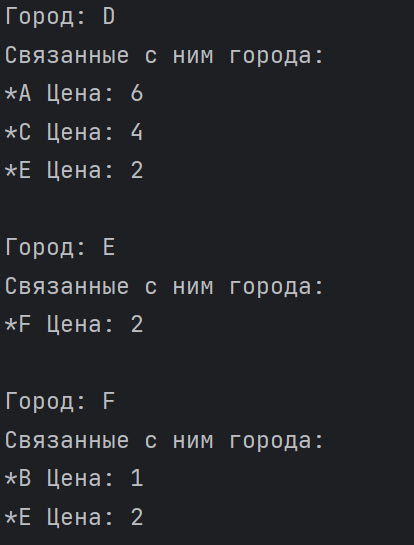 Город: D
Связанные с ним города:
*A Цена: 6
*C Цена: 4
*E Цена: 2
Город: E
Связанные с ним города:
*F Цена: 2
Город: F
Связанные с ним города:
*B Цена: 1
*E Цена: 2